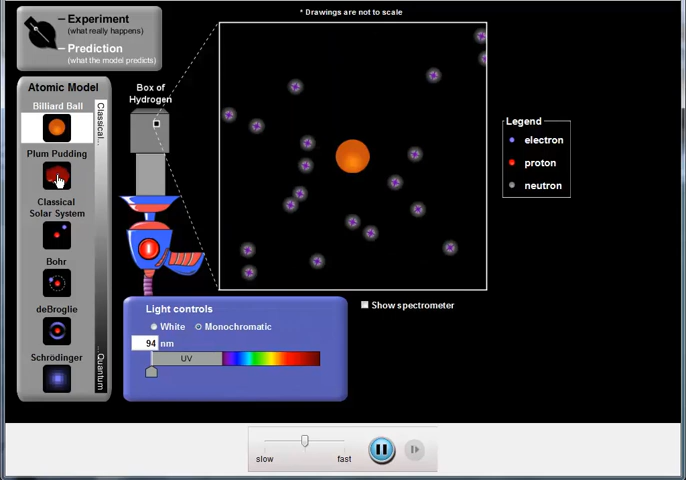 * Drawings are not to scale
Experiment
(what really happens)
Prediction
(what the model predicts)
Atomic Model
Billiard Ball
Plum Pudding
Classical
Solar System
Bohr
deBroglie
Schrödinger
Classical...
...Quantum
Box of
Hydrogen
Legend
electron
proton
neutron
Show spectrometer
Light controls
White
Monochromatic
94 nm
UV
slow
fast